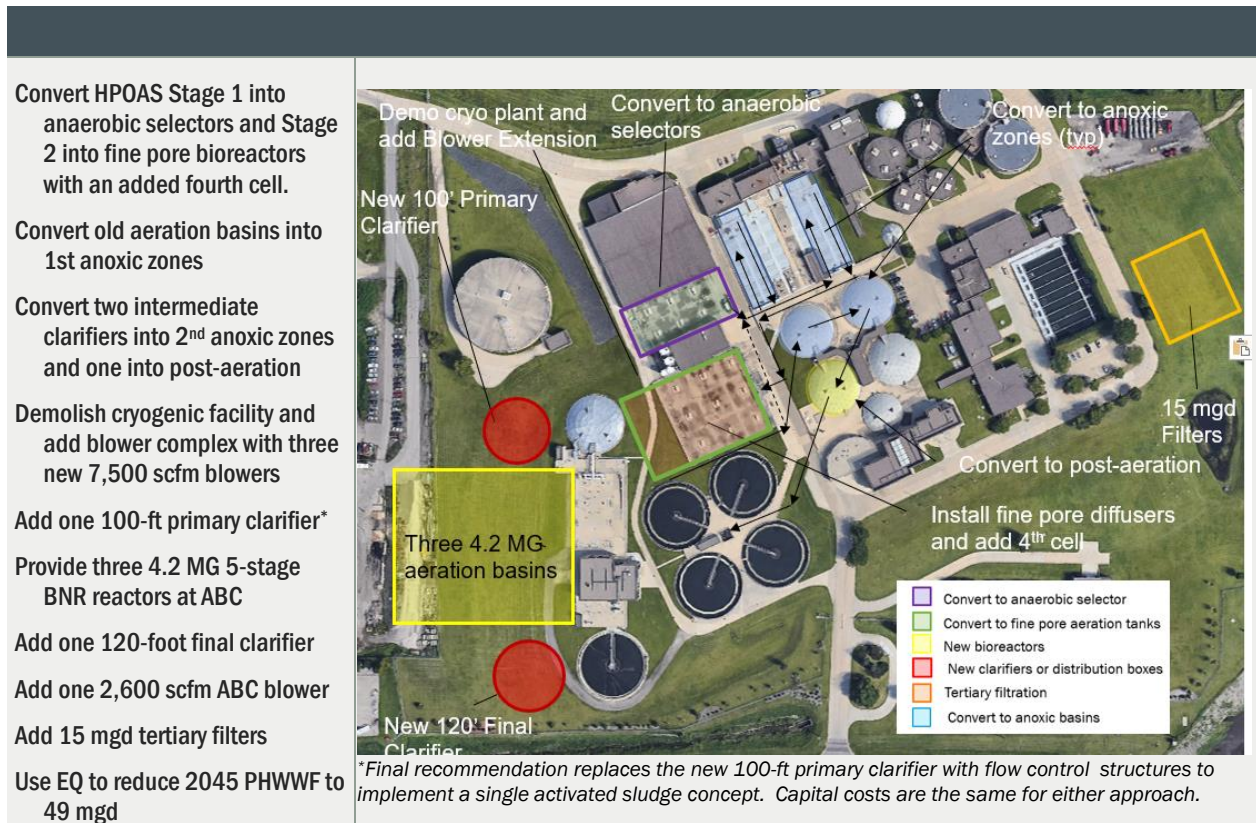 Convert HPOAS Stage 1 into
anaerobic selectors and Stage
2 into fine pore bioreactors
with an added fourth cell.
Convert old aeration basins into
1st anoxic zones
Convert two intermediate
clarifiers into 2nd anoxic zones
and one into post-aeration
Demolish cryogenic facility and
add blower complex with three
new 7,500 scfm blowers
Add one 100-ft primary clarifier*
Provide three 4.2 MG 5-stage
BNR reactors at ABC
Add one 120-foot final clarifier
Add one 2,600 scfm ABC blower
Add 15 mgd tertiary filters
Use EQ to reduce 2045 PHWWF to
49 mgd
Demo cryo plant and
add Blower Extension
Convert to anaerobic
selectors
Convert to anoxic
zones (typ)
New 100' Primary
Clarifier
15 mgd
Filters
Convert to post-aeration
Install fine pore diffusers
and add 4th cell
Three 4.2 MG
aeration basins
New 120' Final
Clarifier
Convert to anaerobic selector
Convert to fine pore aeration tanks
New bioreactors
New clarifiers or distribution boxes
Tertiary filtration
Convert to anoxic basins
*Final recommendation replaces the new 100-ft primary clarifier with flow control structures to
implement a single activated sludge concept. Capital costs are the same for either approach.